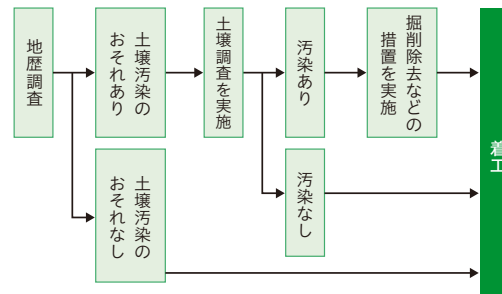 地歴調査
土壌汚染の
おそれあり
土壌調査を実施
汚染あり
掘削除去などの
措置を実施
着工
土壌汚染の
おそれなし
汚染なし